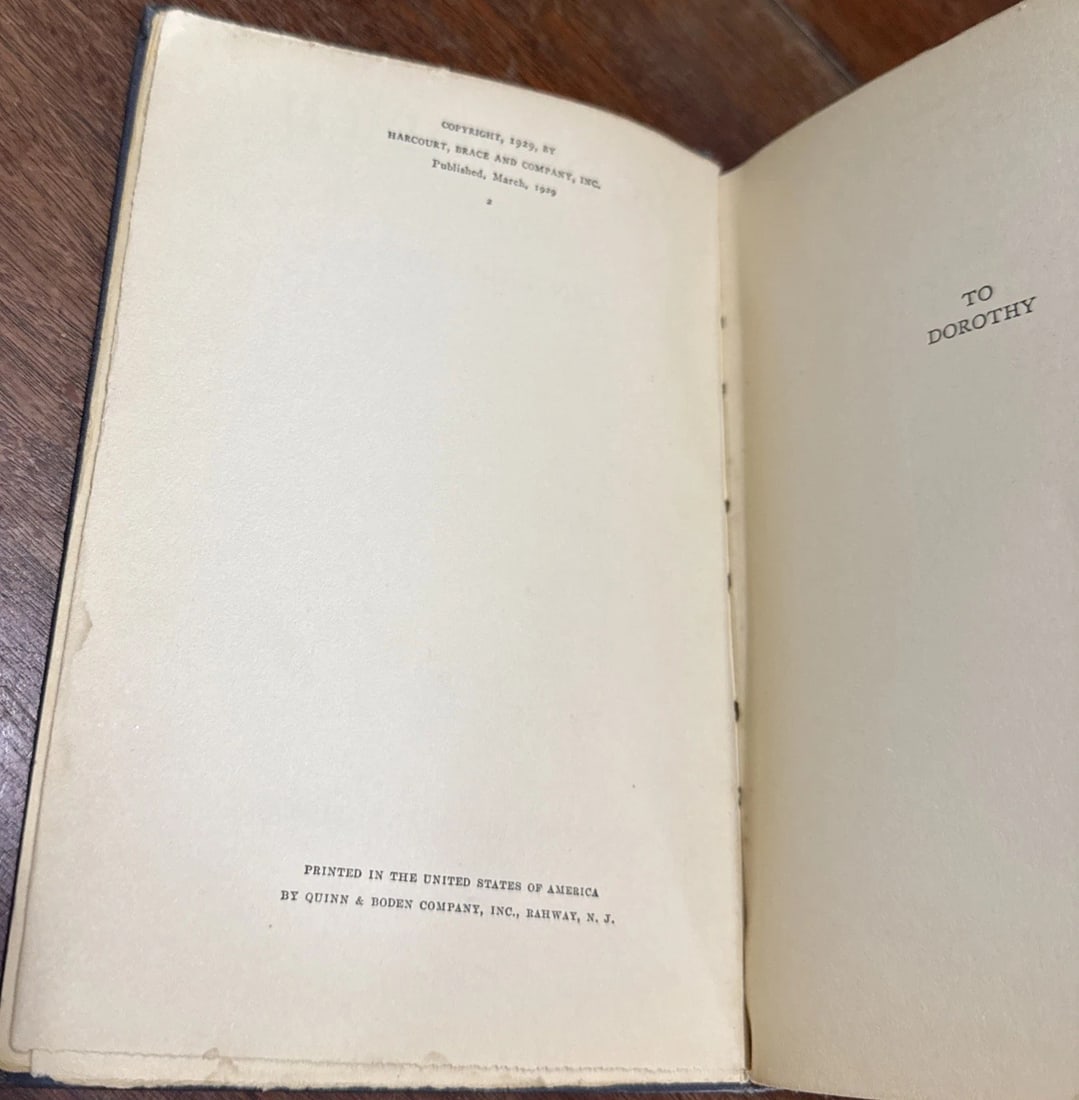 COPYRIGHT, 1929, BY
HARCOURT, BRACE AND COMPANY, INC.
Published, March, 1929
2
PRINTED IN THE UNITED STATES OF AMERICA
BY QUINN & BODEN COMPANY, INC., RAHWAY, N. J.
TO
DOROTHY